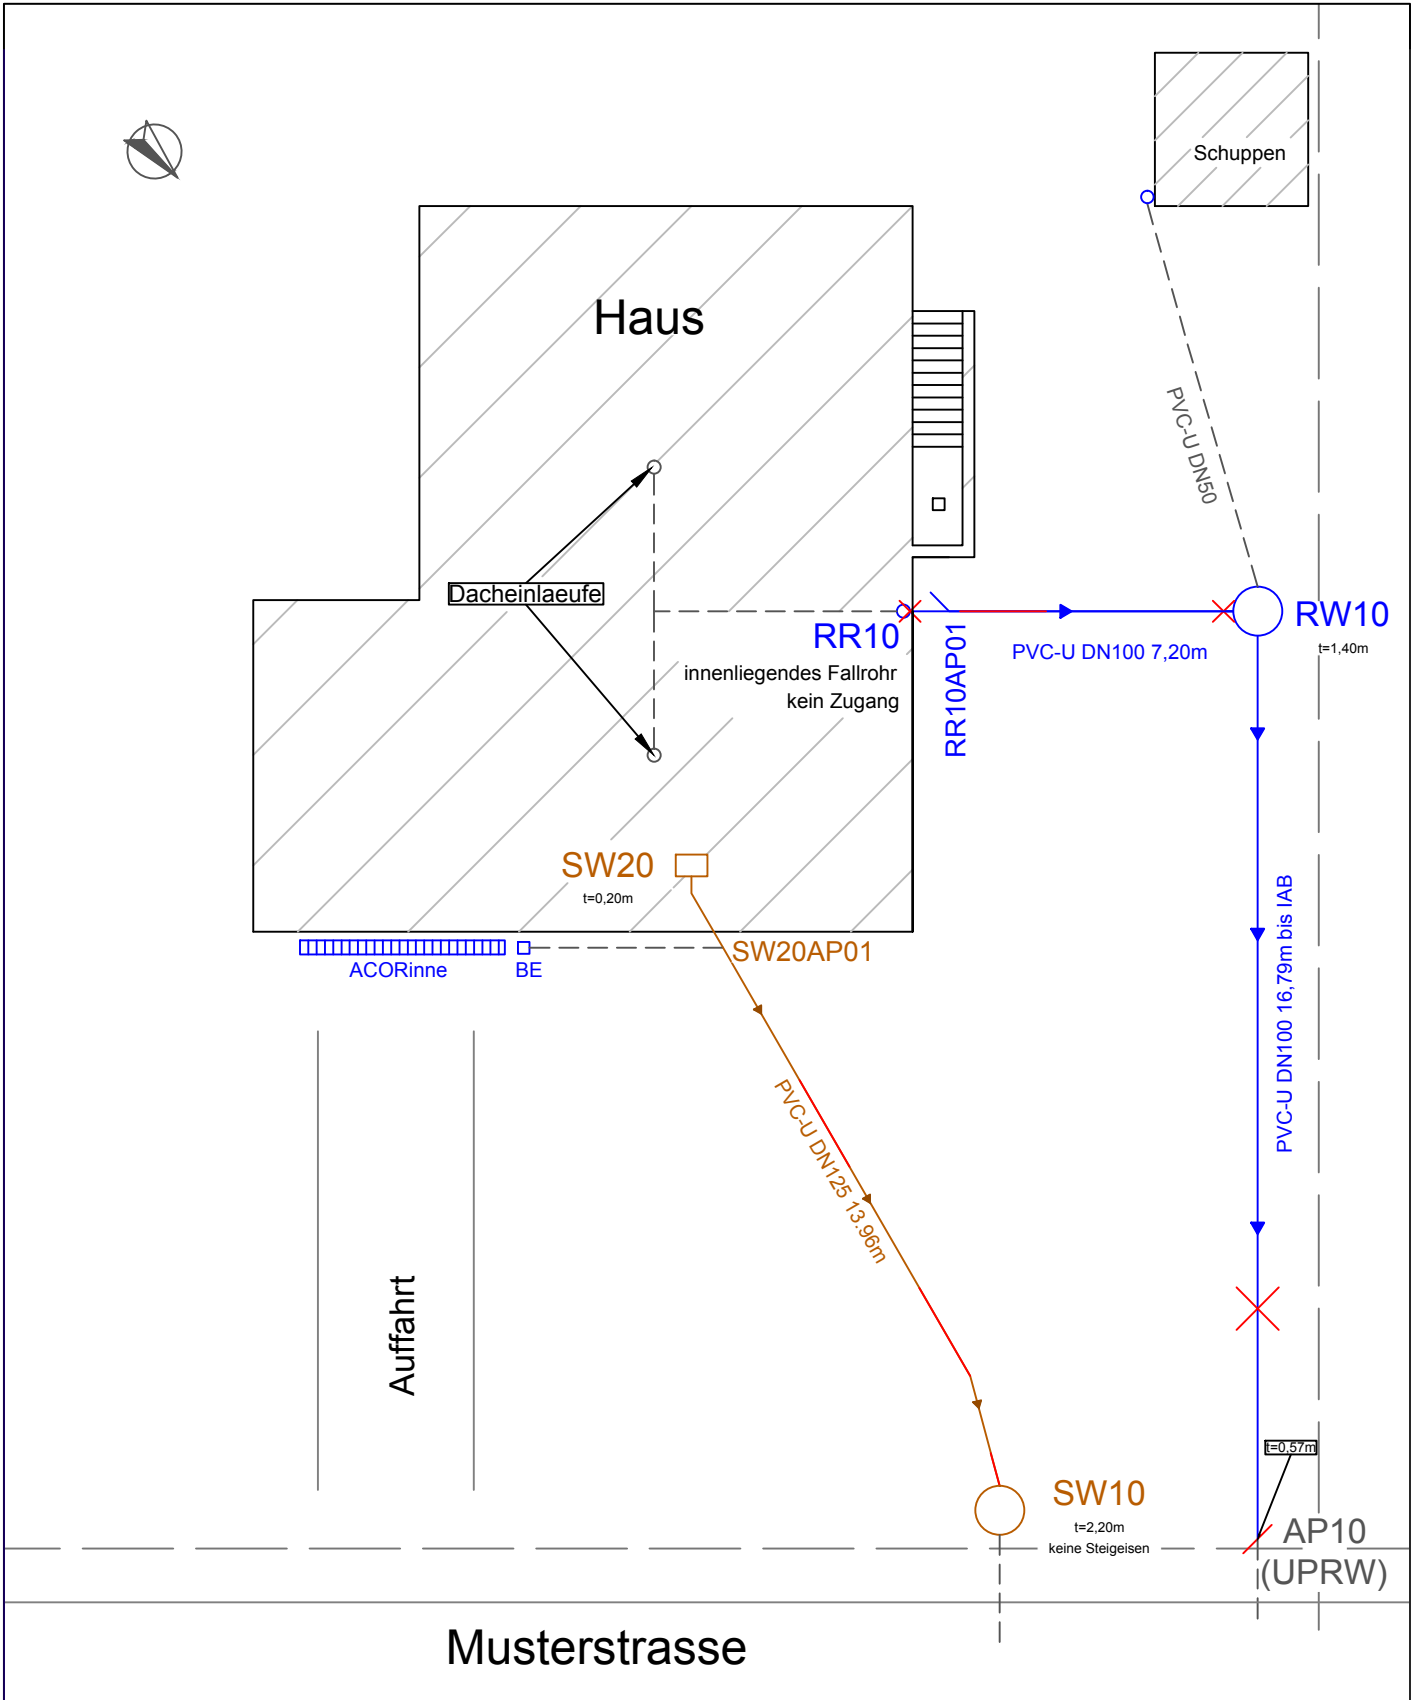 Schuppen
Haus
PVC-U DN50
Dacheinlaeufe
RR10
innenliegendes Fallrohr
kein Zugang
RR10AP01
PVC-U DN100 7,20m
RW10
t=1,40m
SW20
t=0,20m
SW20AP01
ACORinne
BE
PVC-U DN100 16,79m bis IAB
PVC-U DN125 13.96m
Auffahrt
t=0,57m
SW10
t=2,20m
keine Steigeisen
AP10
(UPRW)
Musterstrasse